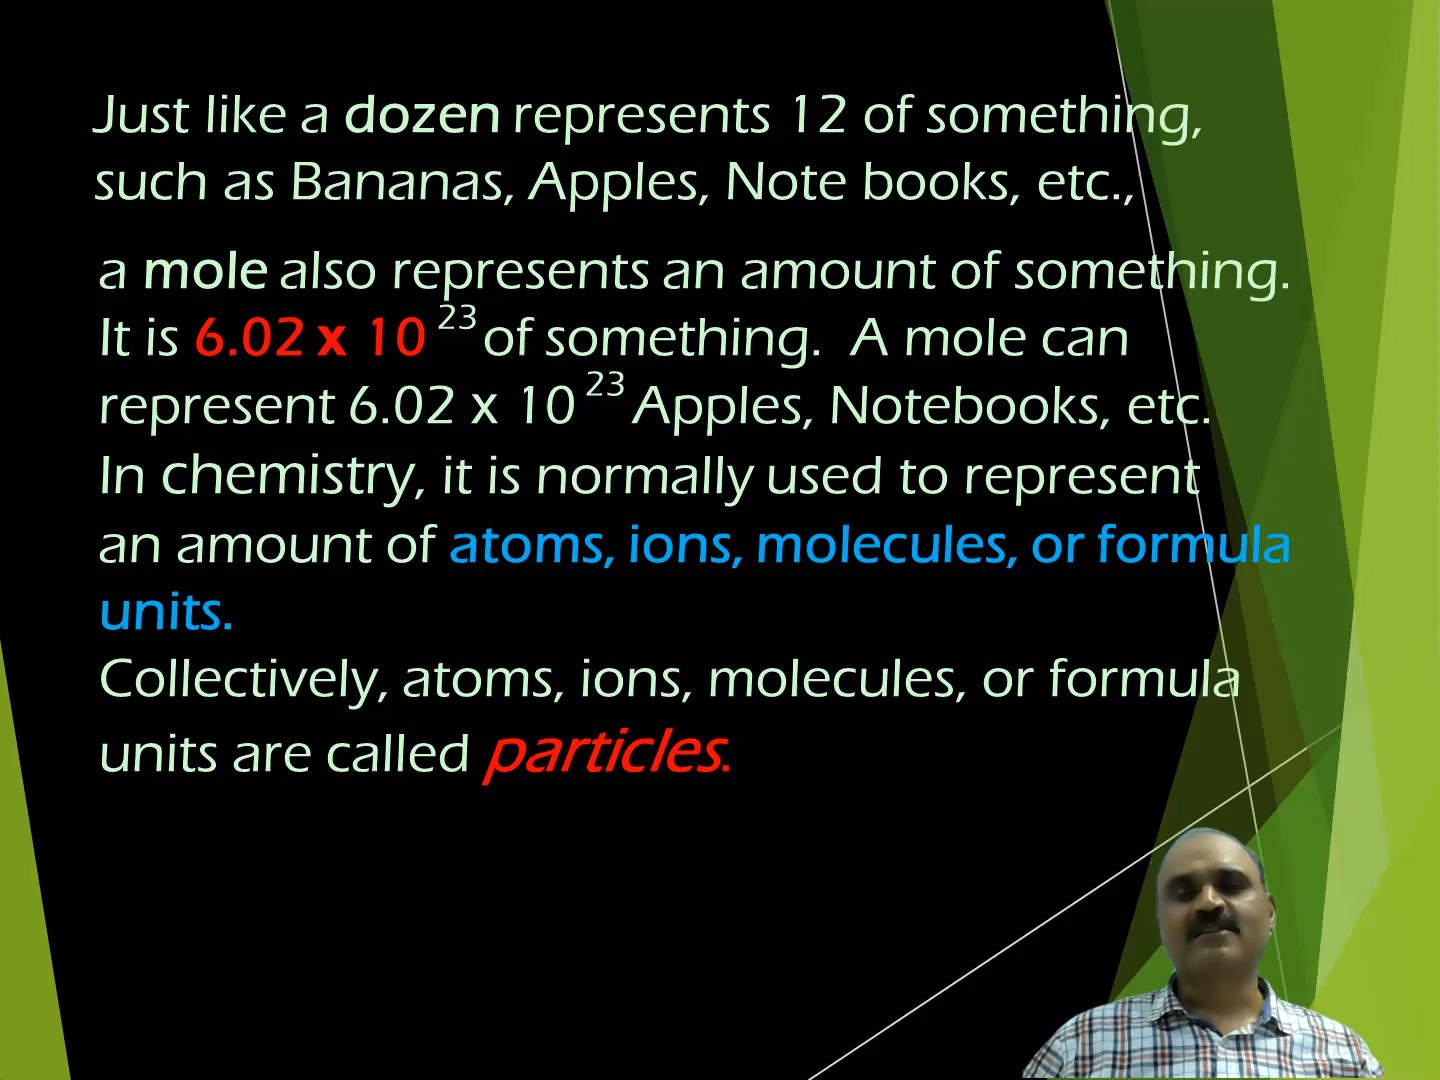 Just like a dozen represents 12 of something,
such as Bananas, Apples, Note books, etc.,
a mole also represents an amount of something.
It is 6.02 x 10 23 of something. A mole can
represent 6.02 x 10 23 Apples, Notebooks, etc.
In chemistry, it is normally used to represent
an amount of atoms, ions, molecules, or formula
units.
Collectively, atoms, ions, molecules, or formula
units are called particles.